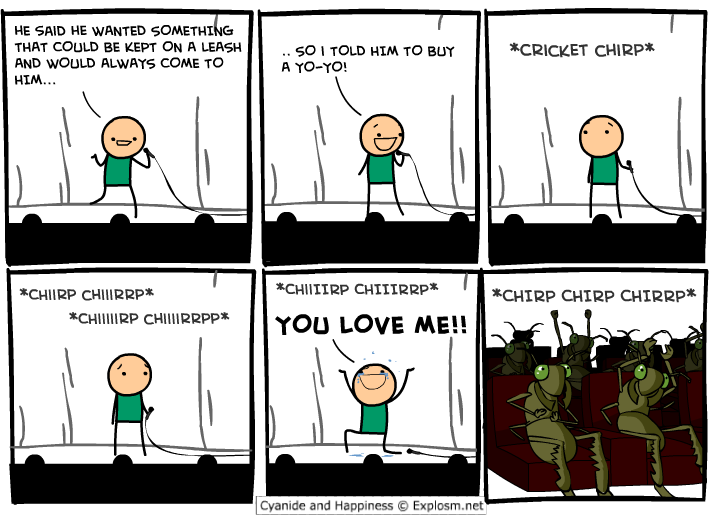 HE SAID HE WANTED SOMETHING
THAT COULD BE KEPT ON A LEASH
AND WOULD ALWAYS COME TO
HIM...
.. SO I TOLD HIM TO BUY
A YO-YO!
*CRICKET CHIRP*
*CHIIRP CHIIIRRP*
*CHIIIIIRP CHIIIIRRPP*
*CHIIIIRP CHIIIRRP*
YOU LOVE ME!!
*CHIRP CHIRP CHIRRP*
Cyanide and Happiness © Explosm.net